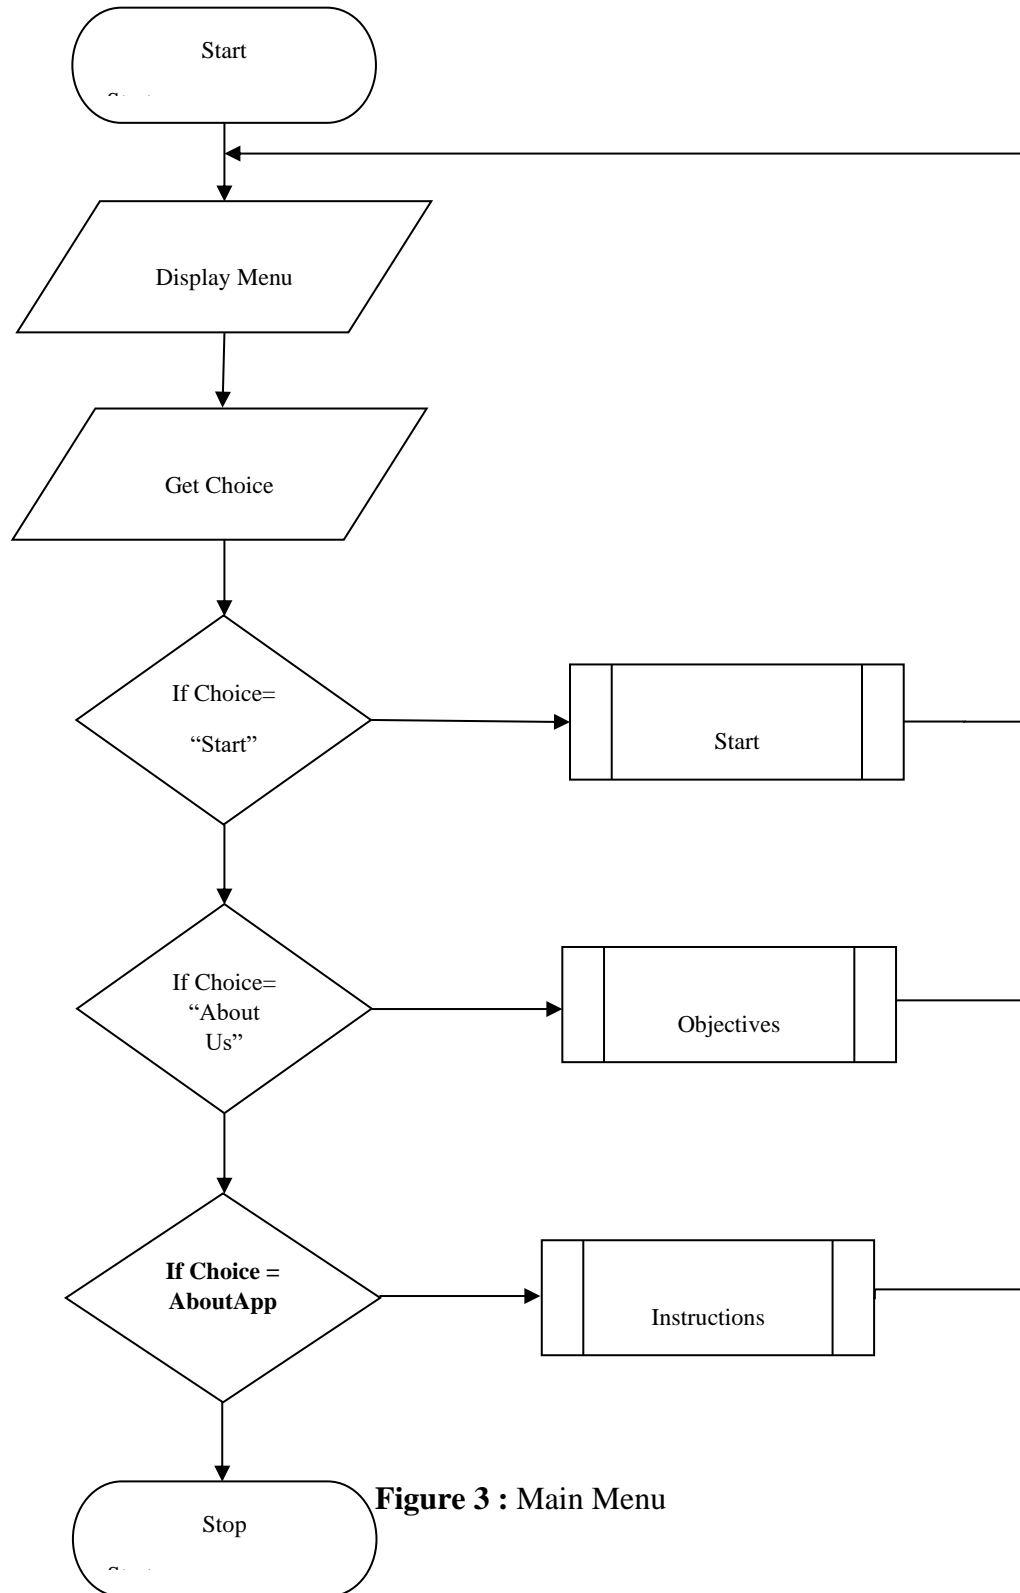 Start
Display Menu
Get Choice
If Choice=
“Start”
Start
If Choice=
“About
Us”
Objectives
If Choice =
AboutApp
Instructions
Figure 3 : Main Menu
Stop